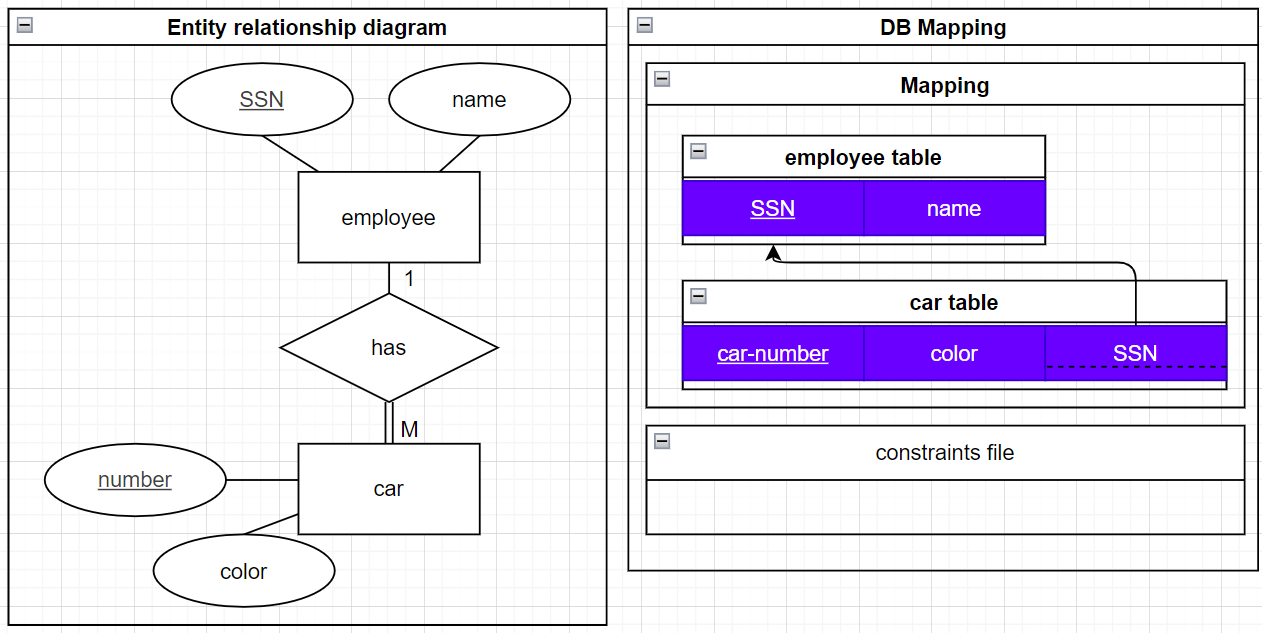 Entity relationship diagram
SSN
name
employee
1
has
M
number
car
color
DB Mapping
Mapping
employee table
SSN
name
car table
car-number
color
SSN
constraints file